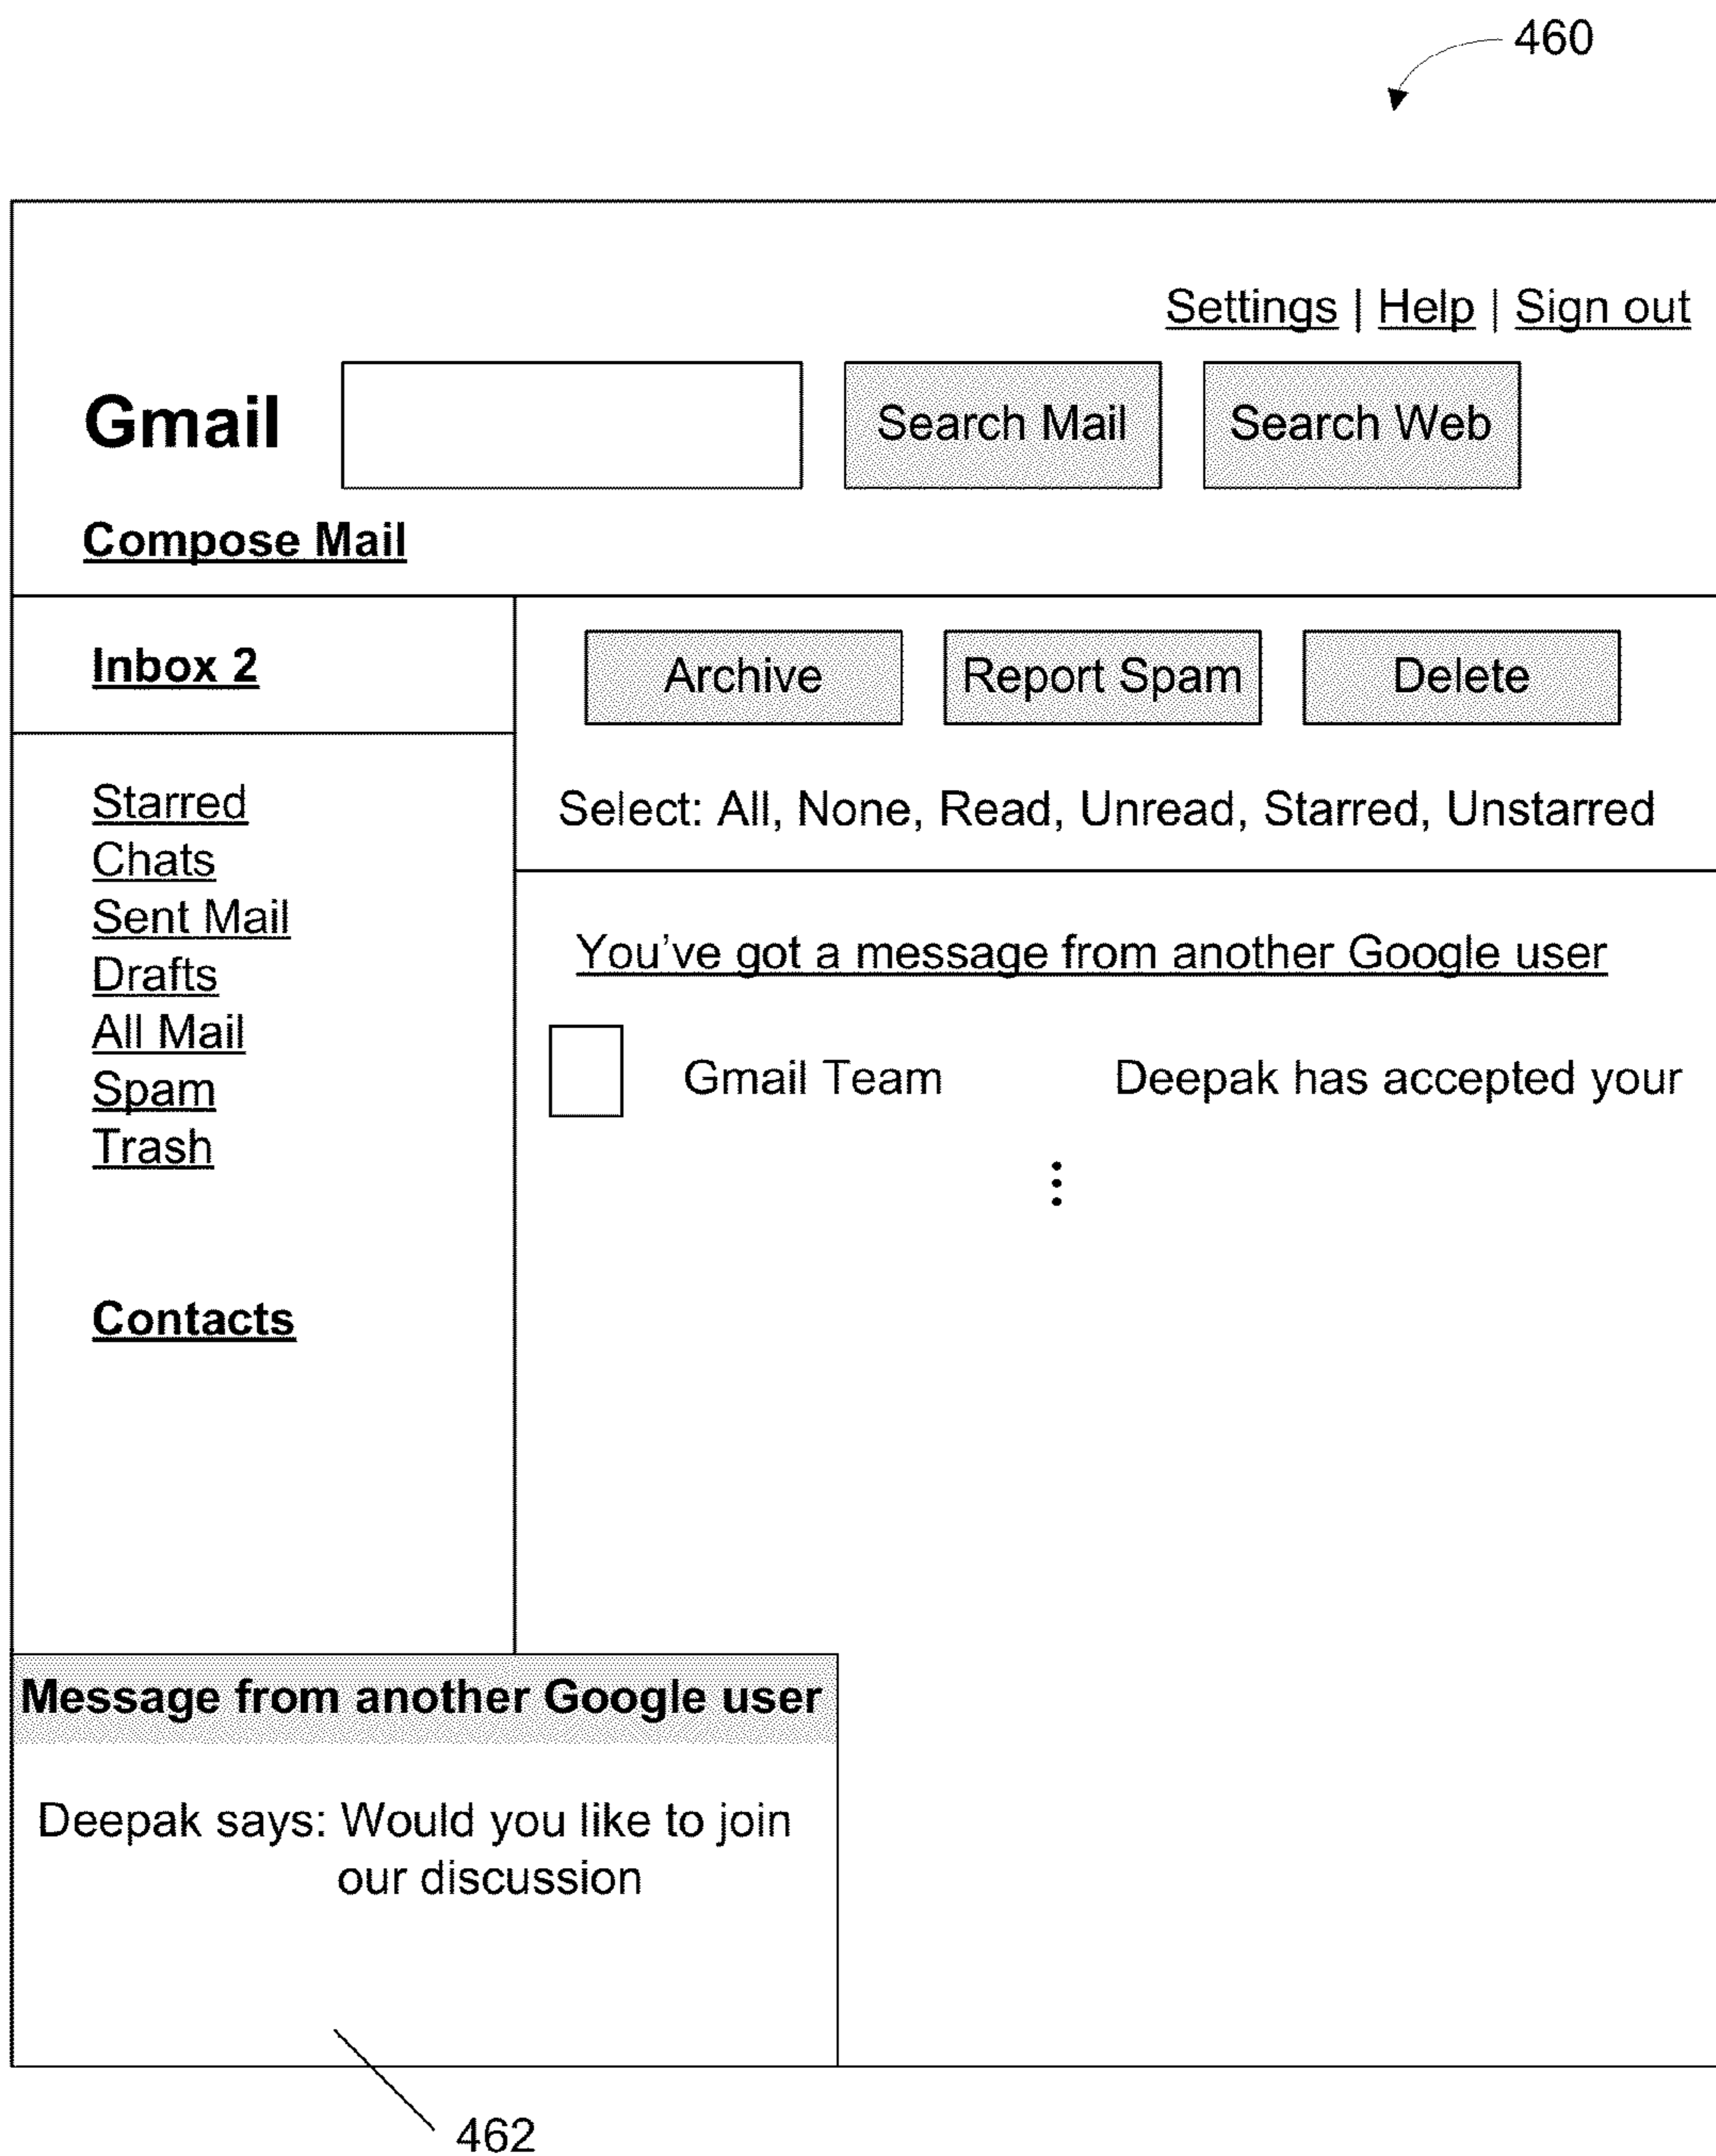 460
Settings | Help | Sign out
Gmail
Search Mail
Search Web
Compose Mail
Inbox 2
Archive
Report Spam
Delete
Select: All, None, Read, Unread, Starred, Unstarred
Starred
Chats
Sent Mail
Drafts
All Mail
Spam
Trash
Contacts
You've got a message from another Google user
Gmail Team
Deepak has accepted your
Message from another Google user
Deepak says: Would you like to join
our discussion
462